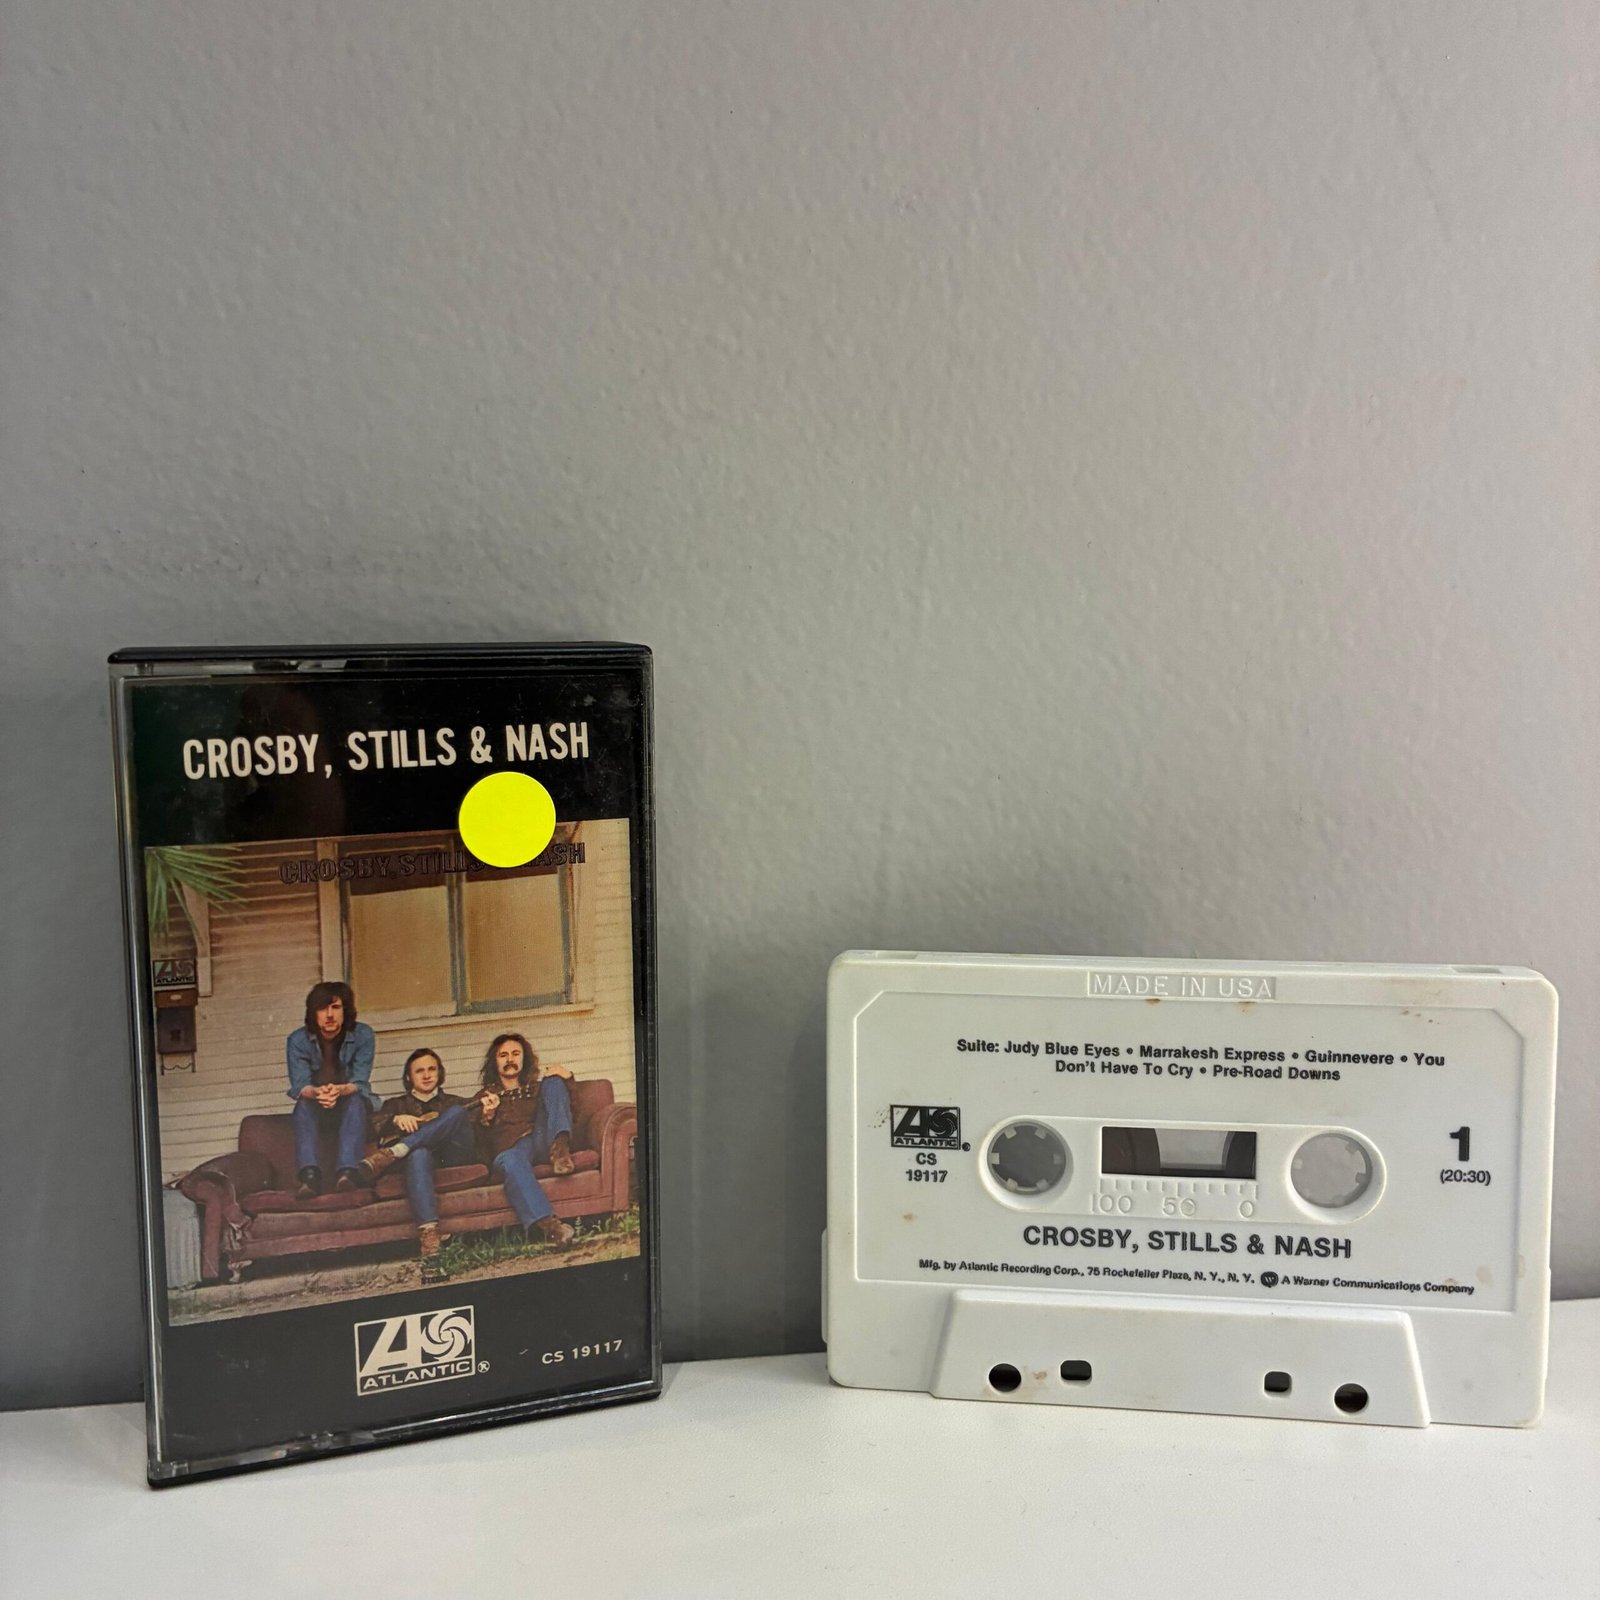 CROSBY, STILLS & NASH
CROSBY, STILLS NASH
ATLANTIC
ATLANTIC®
CS 19117
MADE IN USA
Suite: Judy Blue Eyes • Marrakesh Express • Guinnevere • You
Don't Have To Cry • Pre-Road Downs
ATLANTIC®
CS
19117
1
(20:30)
100 50 0
CROSBY, STILLS & NASH
Mfg. by Atlantic Recording Corp., 75 Rockefeller Plaza, N. Y., N. Y. W A Warner Communications Company